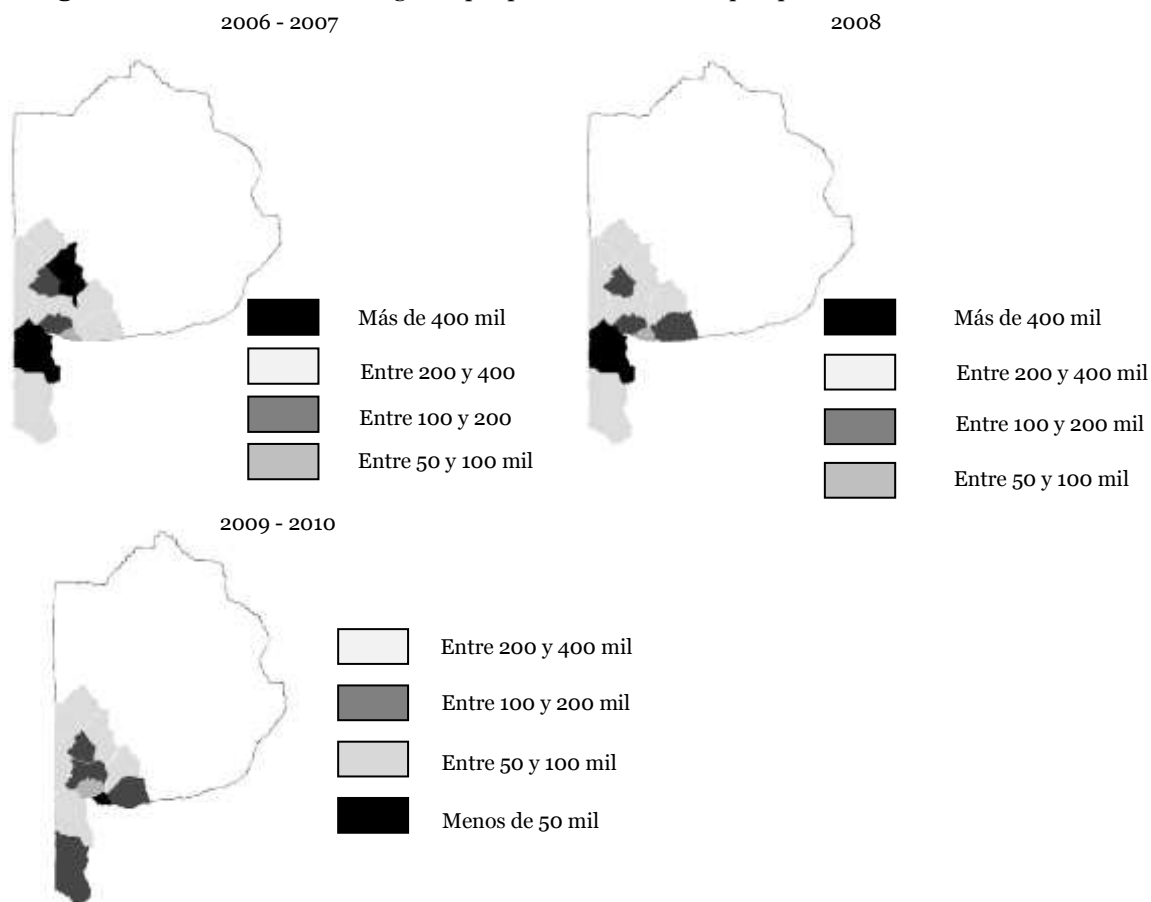 2006 - 2007
2008
Más de 400 mil
Entre 200 y 400
Entre 100 y 200
Entre 50 y 100 mil
Más de 400 mil
Entre 200 y 400 mil
Entre 100 y 200 mil
Entre 50 y 100 mil
2009 - 2010
Entre 200 y 400 mil
Entre 100 y 200 mil
Entre 50 y 100 mil
Menos de 50 mil